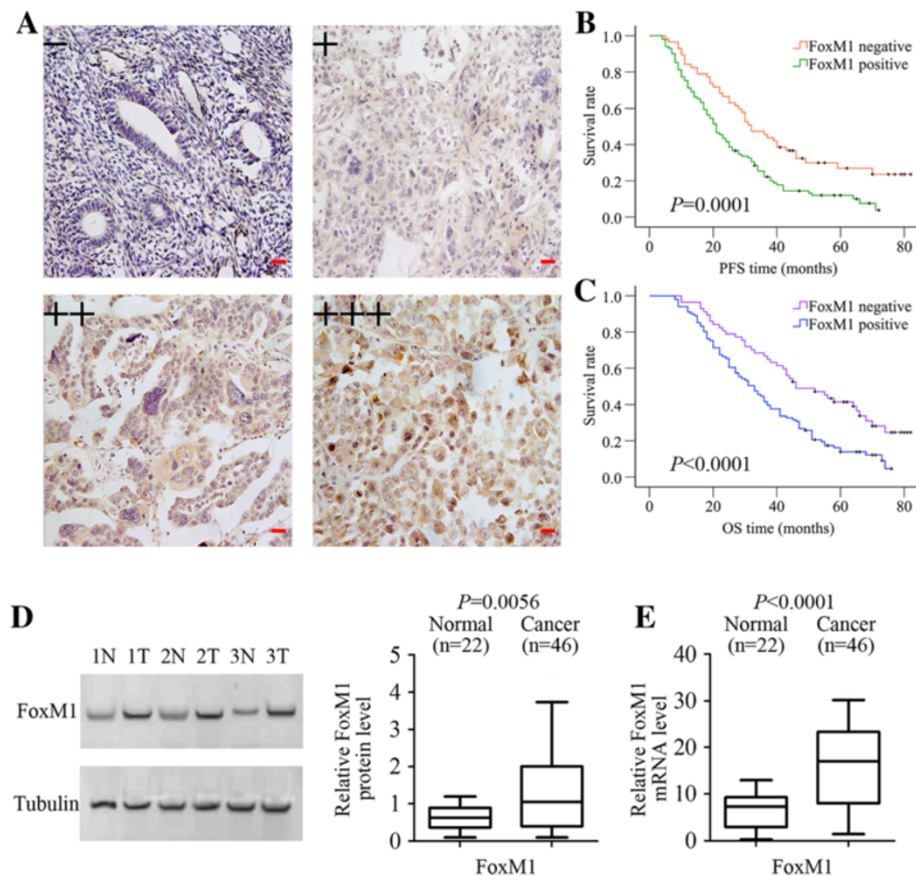 A
−
+
++
+++
B
FoxM1 negative
FoxM1 positive
Survival rate
1.0
0.8
0.6
0.4
0.2
0.0
P=0.0001
0 20 40 60 80
PFS time (months)
C
FoxM1 negative
FoxM1 positive
Survival rate
1.0
0.8
0.6
0.4
0.2
0.0
P<0.0001
0 20 40 60 80
OS time (months)
D
1N 1T 2N 2T 3N 3T
FoxM1
Tubulin
P=0.0056
Normal Cancer
(n=22) (n=46)
Relative FoxM1
protein level
5
4
3
2
1
0
FoxM1
E
P<0.0001
Normal Cancer
(n=22) (n=46)
Relative FoxM1
mRNA level
40
30
20
10
0
FoxM1